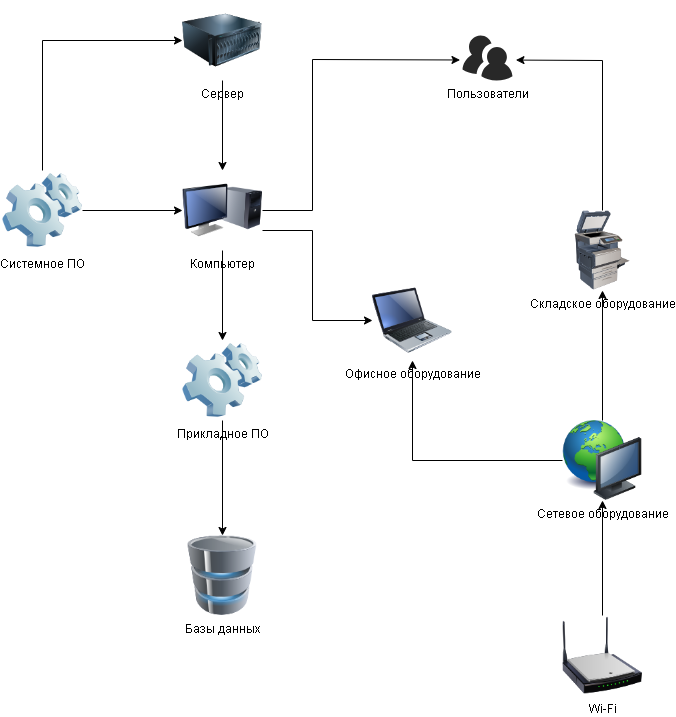 Сервер
Пользователи
Системное ПО
Компьютер
Складское оборудование
Офисное оборудование
Прикладное ПО
Сетевое оборудование
Базы данных
Wi-Fi